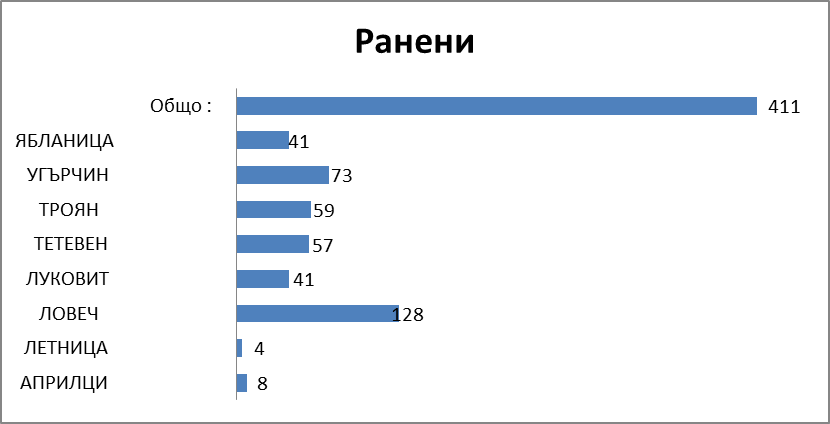 Ранени
Общо : 411
ЯБЛАНИЦА 41
УГЪРЧИН 73
ТРОЯН 59
ТЕТЕВЕН 57
ЛУКОВИТ 41
ЛОВЕЧ 128
ЛЕТНИЦА 4
АПРИЛЦИ 8